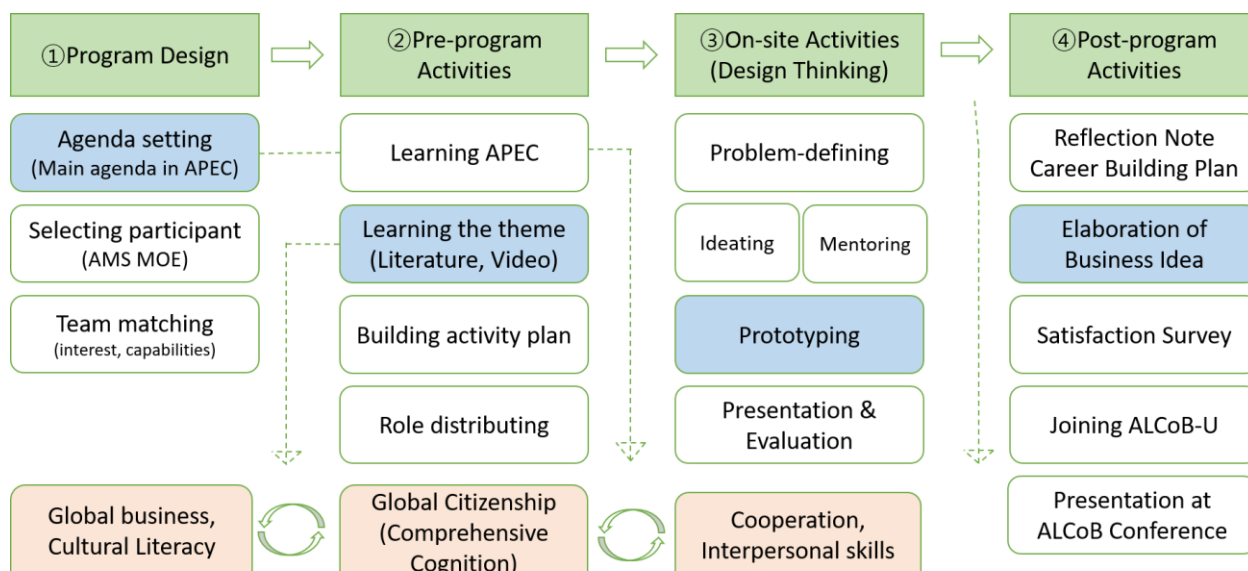 ①Program Design
②Pre-program
Activities
③On-site Activities
(Design Thinking)
④Post-program
Activities
Agenda setting
(Main agenda in APEC)
Selecting participant
(AMS MOE)
Team matching
(interest, capabilities)
Learning APEC
Learning the theme
(Literature, Video)
Building activity plan
Role distributing
Problem-defining
Ideating
Mentoring
Prototyping
Presentation &
Evaluation
Reflection Note
Career Building Plan
Elaboration of
Business Idea
Satisfaction Survey
Joining ALCoB-U
Presentation at
ALCoB Conference
Global business,
Cultural Literacy
Global Citizenship
(Comprehensive
Cognition)
Cooperation,
Interpersonal skills